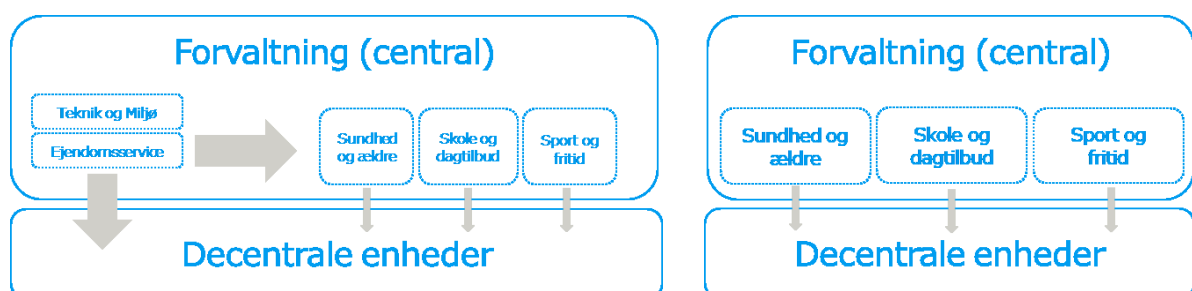 Forvaltning (central)
Teknik og Miljø
Ejendomsservice
Sundhed
og ældre
Skole og
dagtilbud
Sport og
fritid
Decentrale enheder
Forvaltning (central)
Sundhed og
ældre
Skole og
dagtilbud
Sport og
fritid
Decentrale enheder